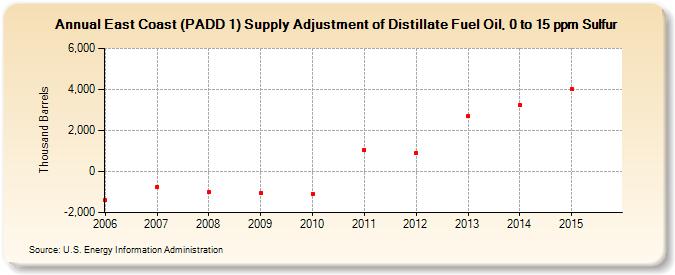 Annual East Coast (PADD 1) Supply Adjustment of Distillate Fuel Oil, 0 to 15 ppm Sulfur
Thousand Barrels
6,000
4,000
2,000
0
-2,000
2006 2007 2008 2009 2010 2011 2012 2013 2014 2015
Source: U.S. Energy Information Administration